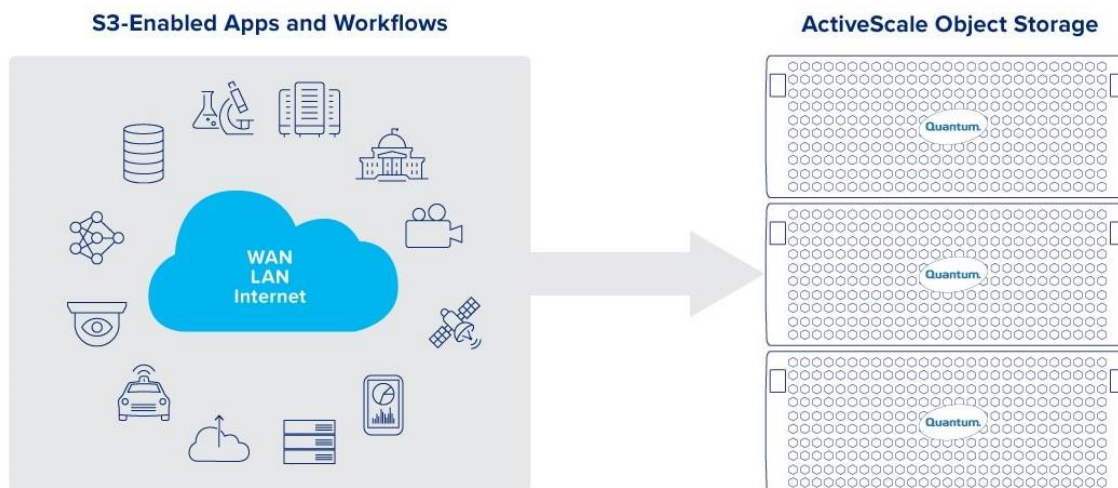 S3-Enabled Apps and Workflows
ActiveScale Object Storage
WAN
LAN
Internet
Quantum.
Quantum.
Quantum.